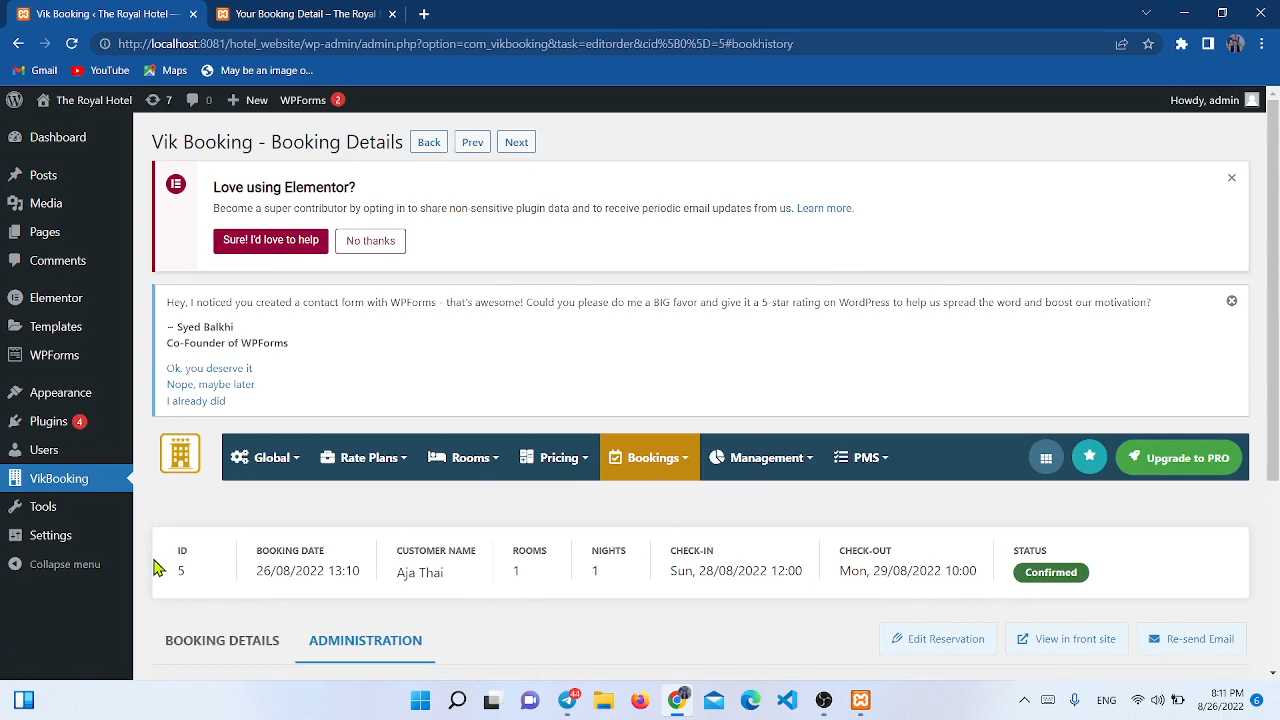 Vik Booking ‹ The Royal Hotel —
Your Booking Detail – The Royal
http://localhost:8081/hotel_website/wp-admin/admin.php?option=com_vikbooking&task=editorder&cid%5B0%5D=5#bookhistory
Gmail YouTube Maps May be an image o...
The Royal Hotel 7 0 New WPForms 2 Howdy, admin
Dashboard
Posts
Media
Pages
Comments
Elementor
Templates
WPForms
Appearance
Plugins 4
Users
VikBooking
Tools
Settings
Collapse menu
Vik Booking - Booking Details Back Prev Next
Love using Elementor?
Become a super contributor by opting in to share non-sensitive plugin data and to receive periodic email updates from us. Learn more.
Sure! I'd love to help No thanks
Hey, I noticed you created a contact form with WPForms - that's awesome! Could you please do me a BIG favor and give it a 5-star rating on WordPress to help us spread the word and boost our motivation?
~ Syed Balkhi
Co-Founder of WPForms
Ok, you deserve it
Nope, maybe later
I already did
Global Rate Plans Rooms Pricing Bookings Management PMS Upgrade to PRO
ID BOOKING DATE CUSTOMER NAME ROOMS NIGHTS CHECK-IN CHECK-OUT STATUS
5 26/08/2022 13:10 Aja Thai 1 1 Sun, 28/08/2022 12:00 Mon, 29/08/2022 10:00 Confirmed
BOOKING DETAILS ADMINISTRATION Edit Reservation View in front site Re-send Email
44
ENG 8:11 PM
8/26/2022 6